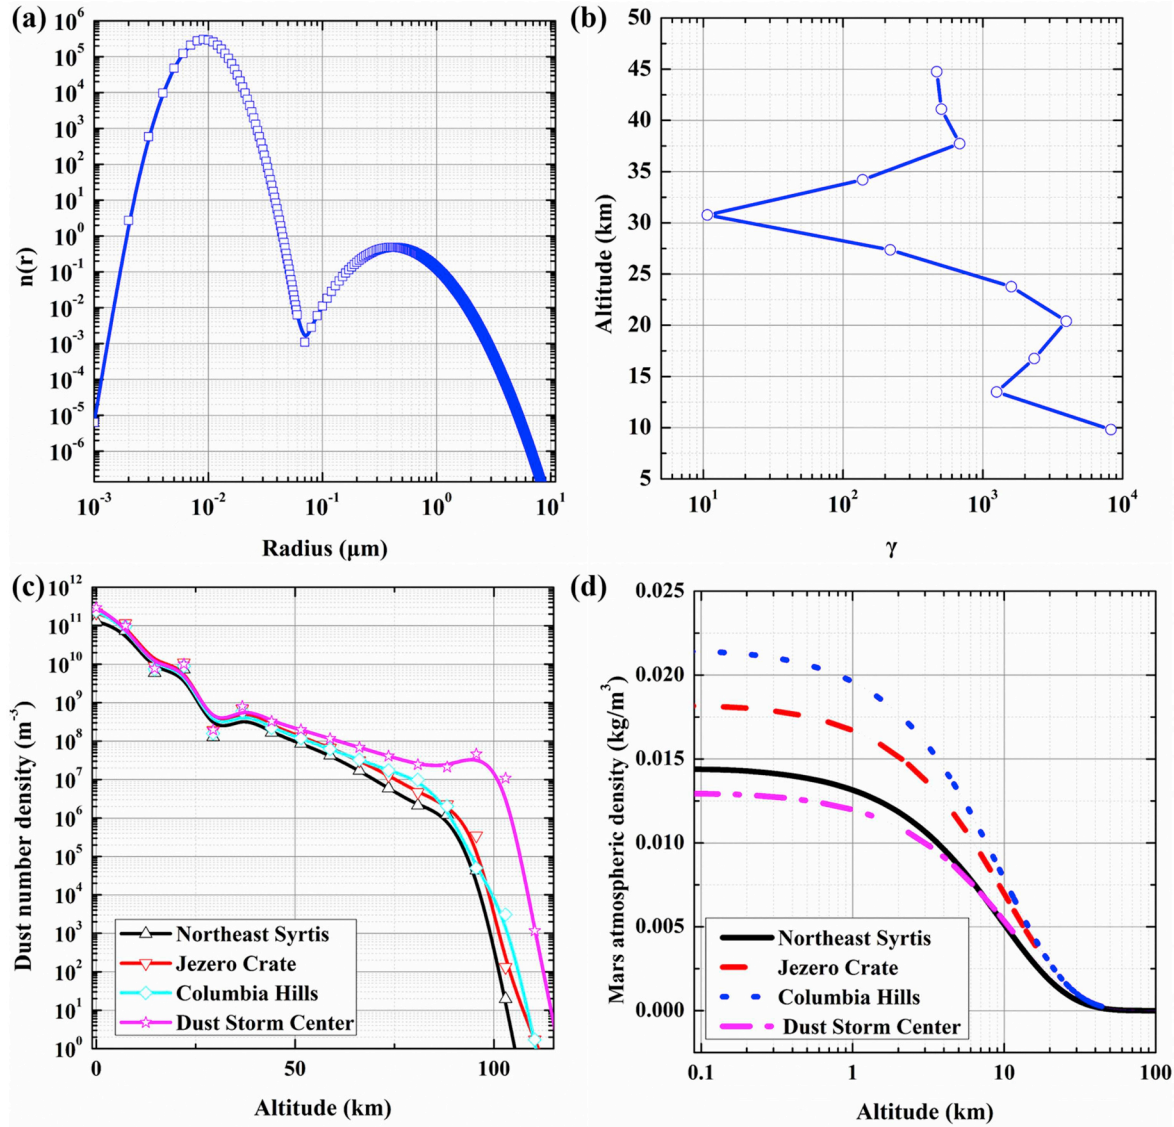 (a)
10^6
10^5
10^4
10^3
10^2
10^1
10^0
10^-1
10^-2
10^-3
10^-4
10^-5
10^-6
n(r)
10^-3 10^-2 10^-1 10^0 10^1
Radius (μm)
(b)
50
45
40
35
30
25
20
15
10
5
Altitude (km)
10^1 10^2 10^3 10^4
γ
(c)
10^12
10^11
10^10
10^9
10^8
10^7
10^6
10^5
10^4
10^3
10^2
10^1
10^0
Dust number density (m^-3)
Northeast Syrtis
Jezero Crate
Columbia Hills
Dust Storm Center
0 50 100
Altitude (km)
(d)
0.025
0.020
0.015
0.010
0.005
0.000
Mars atmospheric density (kg/m^3)
Northeast Syrtis
Jezero Crate
Columbia Hills
Dust Storm Center
0.1 1 10 100
Altitude (km)